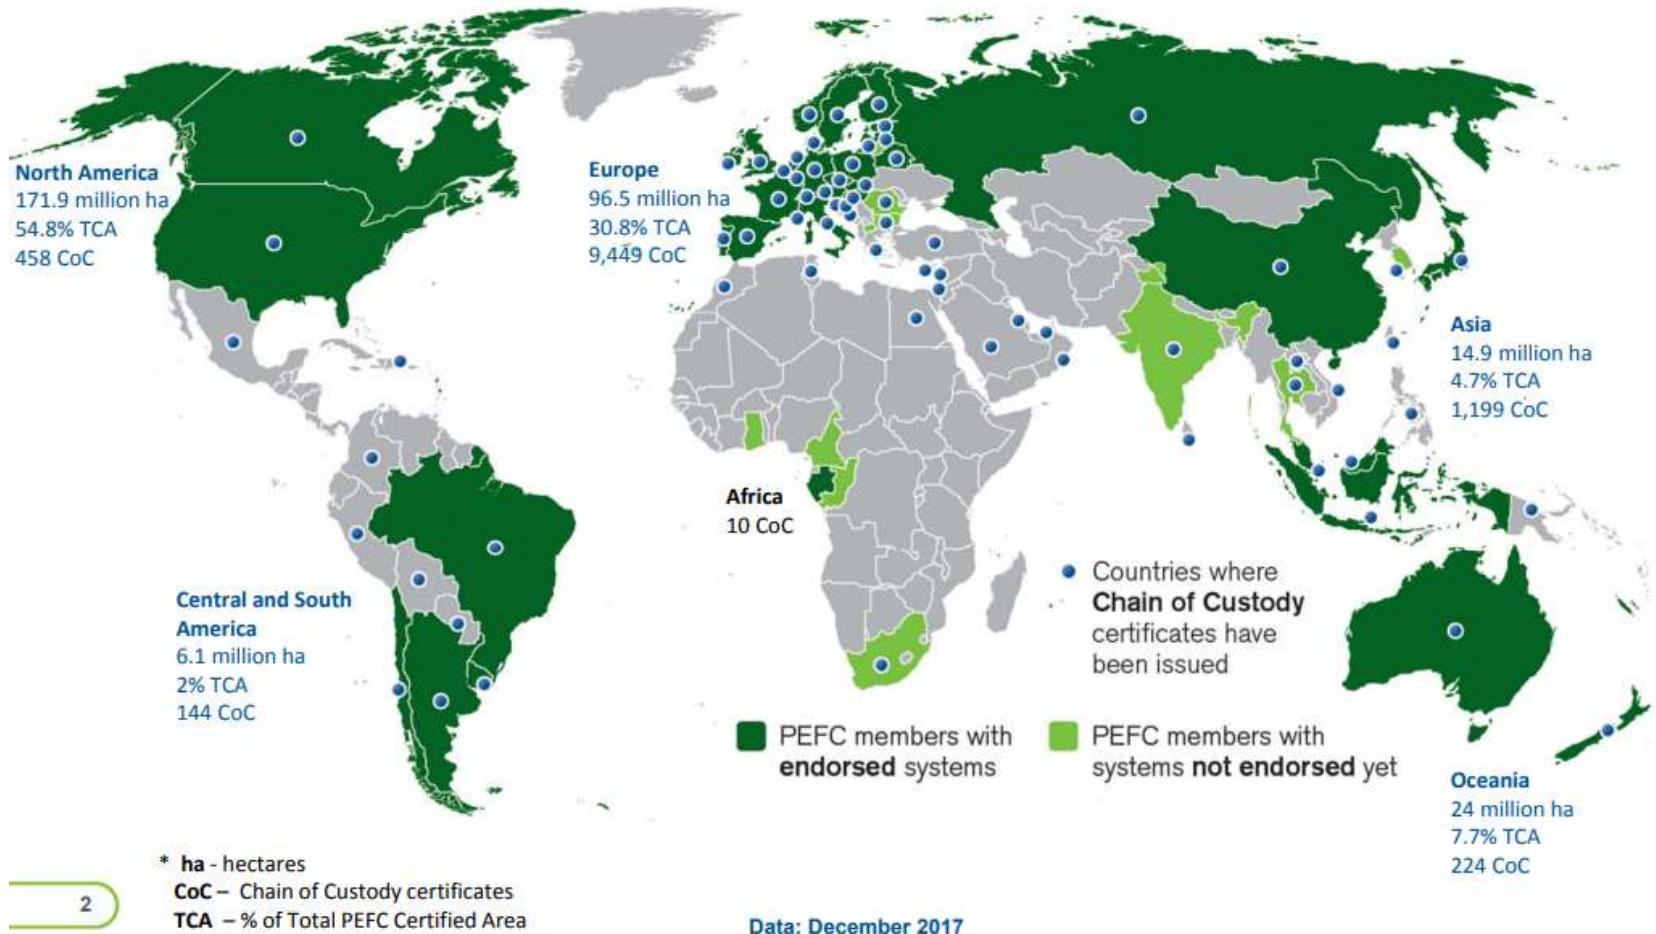 North America
171.9 million ha
54.8% TCA
458 CoC
Europe
96.5 million ha
30.8% TCA
9,449 CoC
Asia
14.9 million ha
4.7% TCA
1,199 CoC
Africa
10 CoC
Central and South
America
6.1 million ha
2% TCA
144 CoC
Countries where
Chain of Custody
certificates have
been issued
PEFC members with
endorsed systems
PEFC members with
systems not endorsed yet
Oceania
24 million ha
7.7% TCA
224 CoC
* ha - hectares
CoC – Chain of Custody certificates
TCA – % of Total PEFC Certified Area
2
Data: December 2017